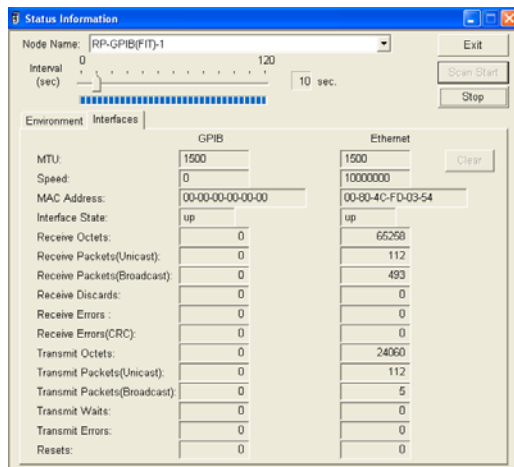 Status Information
Node Name: RP-GPIB(FIT)-1 Exit
Interval (sec) 0 120 10 sec. Scan Start
Stop
Environment Interfaces
GPIB Ethernet
MTU: 1500 1500 Clear
Speed: 0 10000000
MAC Address: 00-00-00-00-00-00 00-80-4C-FD-03-54
Interface State: up up
Receive Octets: 0 65258
Receive Packets(Unicast): 0 112
Receive Packets(Broadcast): 0 493
Receive Discards: 0 0
Receive Errors : 0 0
Receive Errors(CRC): 0 0
Transmit Octets: 0 24060
Transmit Packets(Unicast): 0 112
Transmit Packets(Broadcast): 0 5
Transmit Waits: 0 0
Transmit Errors: 0 0
Resets: 0 0